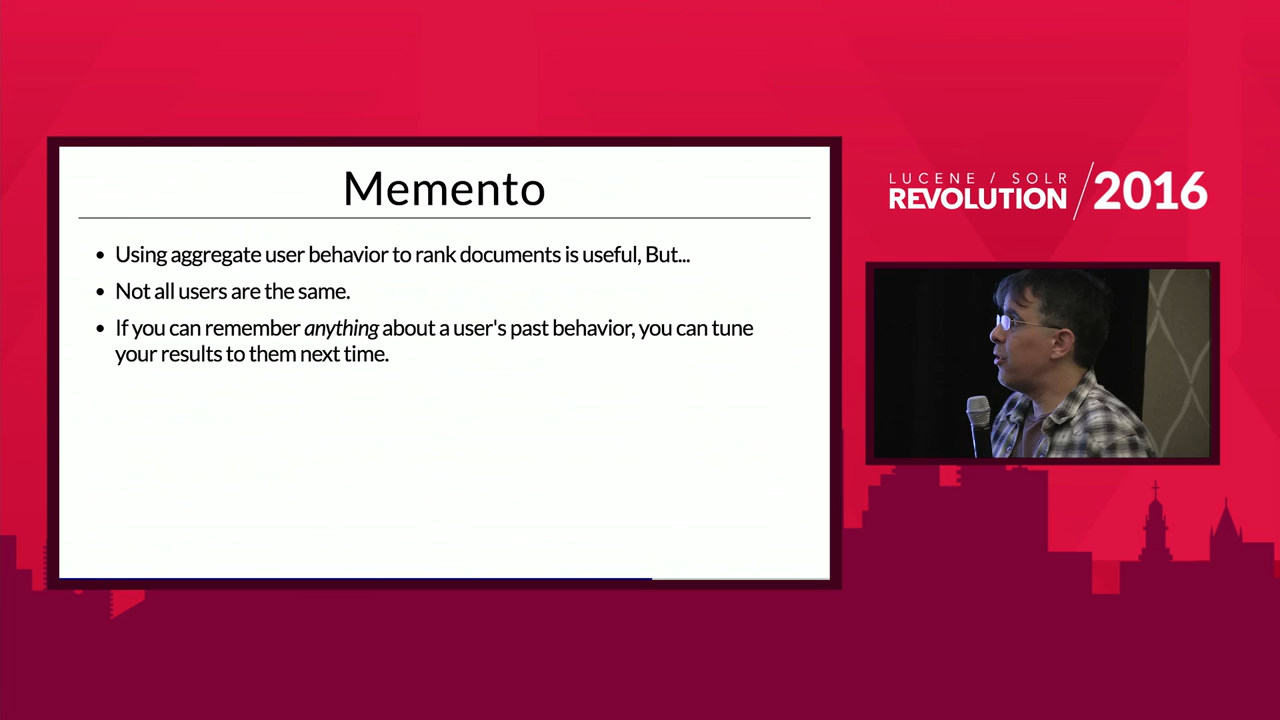 Memento
• Using aggregate user behavior to rank documents is useful, But...
• Not all users are the same.
• If you can remember anything about a user's past behavior, you can tune
your results to them next time.
LUCENE / SOLR
REVOLUTION /2016